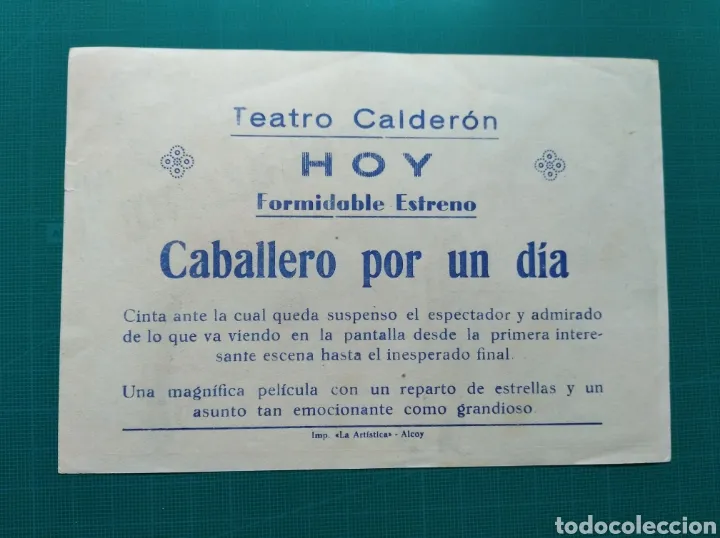 Teatro Calderón
HOY
Formidable Estreno
Caballero por un día
Cinta ante la cual queda suspenso el espectador y admirado
de lo que va viendo en la pantalla desde la primera intere-
sante escena hasta el inesperado final.
Una magnífica película con un reparto de estrellas y un
asunto tan emocionante como grandioso
Imp. «La Artística» - Alcoy
todocoleccion